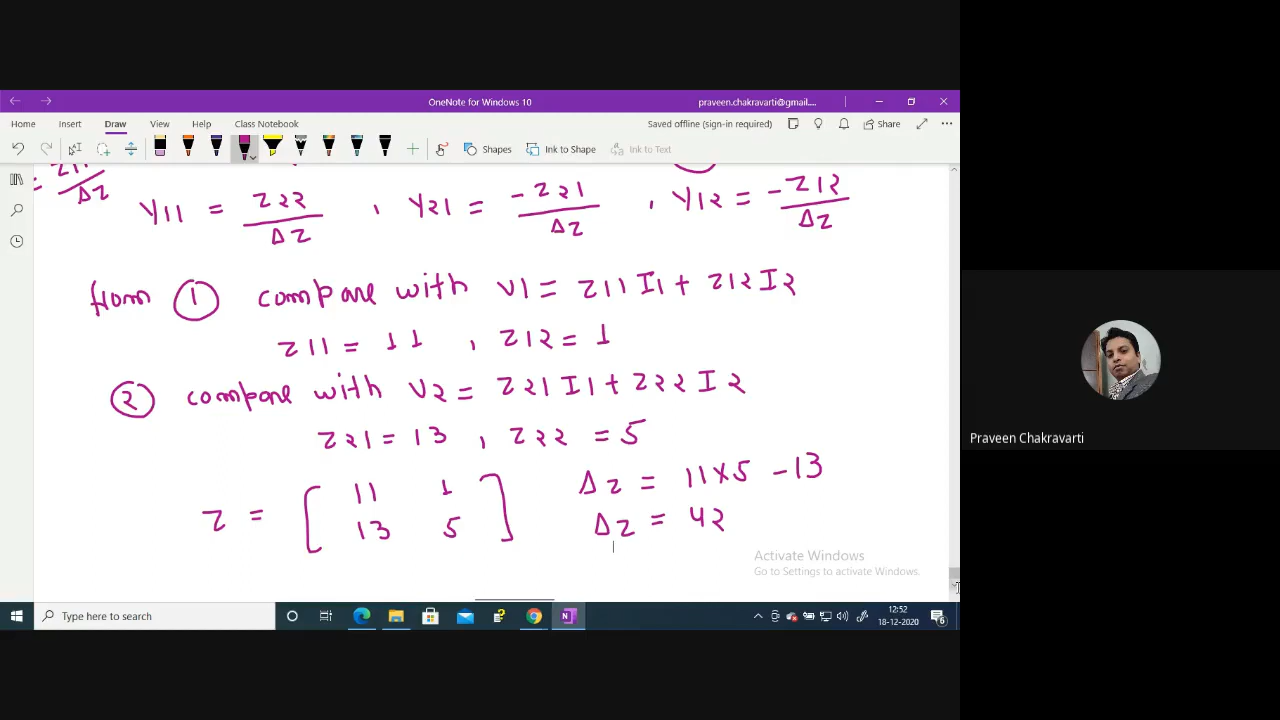 OneNote for Windows 10
praveen.chakravarti@gmail....
Home Insert Draw View Help Class Notebook
Saved offline (sign-in required)
Share
Shapes
Ink to Shape
Ink to Text
= Z11/ΔZ
Y11 = Z22/ΔZ , Y21 = -Z21/ΔZ , Y12 = -Z12/ΔZ
from ① compare with V1 = Z11 I1 + Z12 I2
Z11 = 11 , Z12 = 1
② compare with V2 = Z21 I1 + Z22 I2
Z21 = 13 , Z22 = 5
Z = [ 11 1
13 5 ]
ΔZ = 11×5 -13
ΔZ = 42
Activate Windows
Go to Settings to activate Windows.
Type here to search
12:52
18-12-2020
6
Praveen Chakravarti